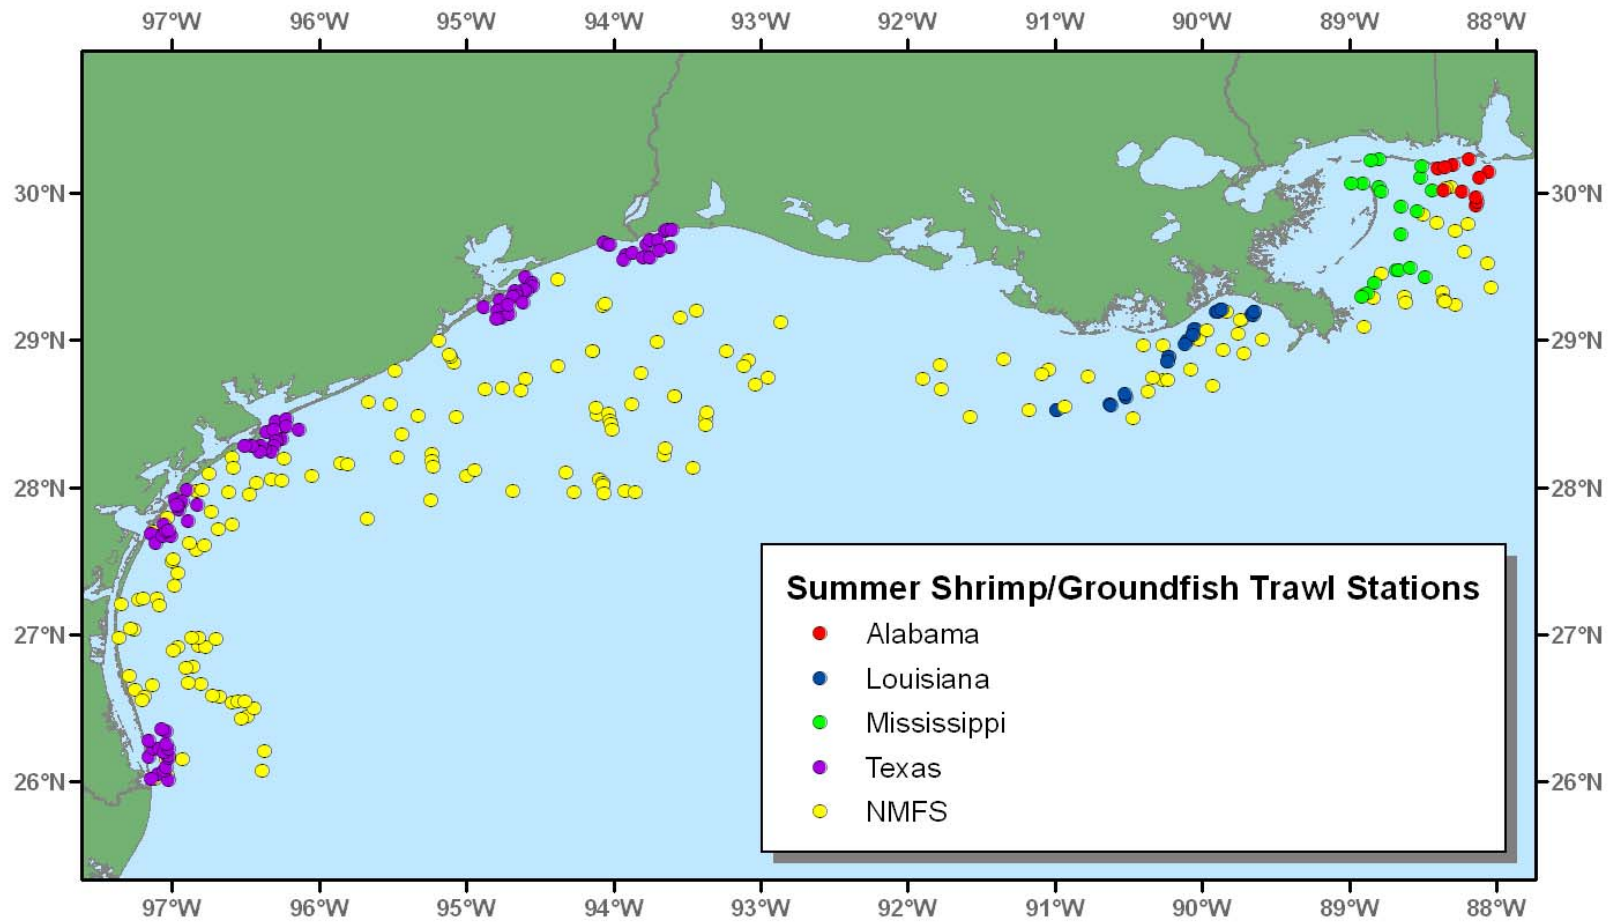 97°W 96°W 95°W 94°W 93°W 92°W 91°W 90°W 89°W 88°W
30°N 30°N
29°N 29°N
28°N 28°N
Summer Shrimp/Groundfish Trawl Stations
Alabama
27°N 27°N
Louisiana
Mississippi
Texas
26°N 26°N
NMFS
97°W 96°W 95°W 94°W 93°W 92°W 91°W 90°W 89°W 88°W